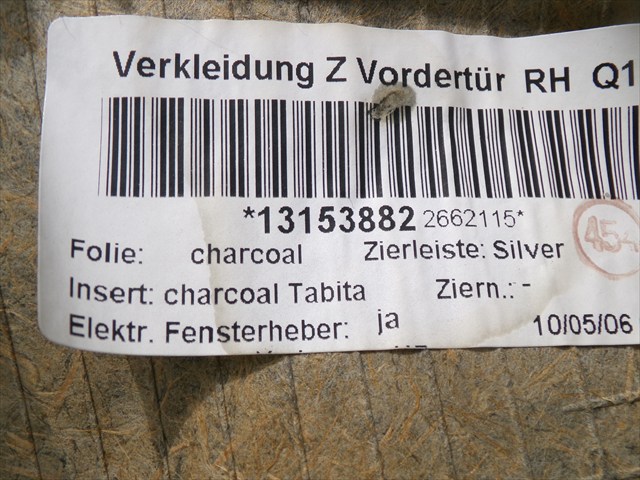 Verkleidung Z Vordertür RH Q1
*13153882 2662115*
Folie: charcoal Zierleiste: Silver
Insert: charcoal Tabita Ziern.: -
Elektr. Fensterheber: ja 10/05/06